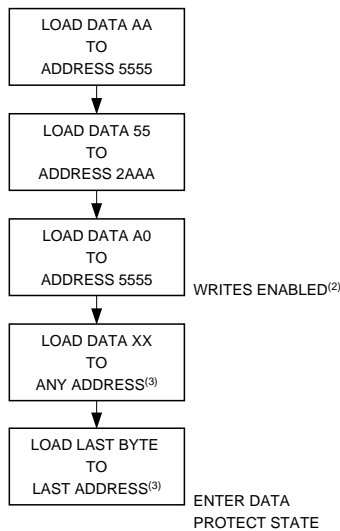 LOAD DATA AA
TO
ADDRESS 5555
LOAD DATA 55
TO
ADDRESS 2AAA
LOAD DATA A0
TO
ADDRESS 5555
WRITES ENABLED(2)
LOAD DATA XX
TO
ANY ADDRESS(3)
LOAD LAST BYTE
TO
LAST ADDRESS(3)
ENTER DATA
PROTECT STATE